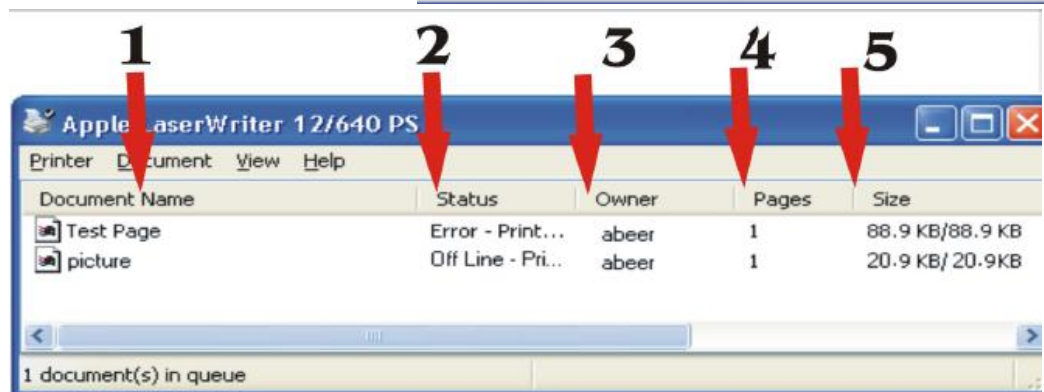 1 2 3 4 5
Apple LaserWriter 12/640 PS
Printer Document View Help
Document Name Status Owner Pages Size
Test Page Error - Print... abeer 1 88.9 KB/88.9 KB
picture Off Line - Pri... abeer 1 20.9 KB/ 20.9KB
1 document(s) in queue